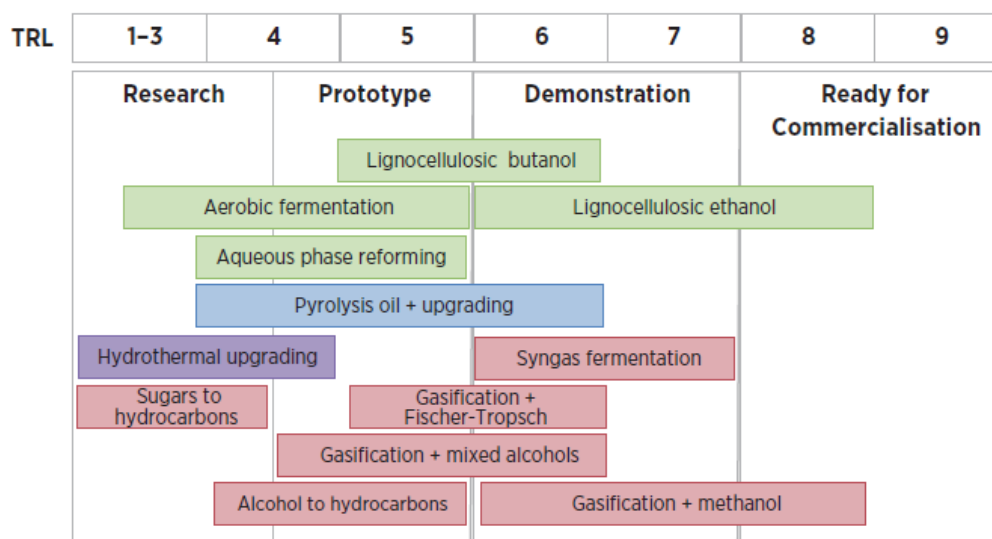 TRL 1–3 4 5 6 7 8 9
Research Prototype Demonstration Ready for
Commercialisation
Lignocellulosic butanol
Aerobic fermentation Lignocellulosic ethanol
Aqueous phase reforming
Pyrolysis oil + upgrading
Hydrothermal upgrading Syngas fermentation
Sugars to
hydrocarbons
Gasification +
Fischer-Tropsch
Gasification + mixed alcohols
Alcohol to hydrocarbons Gasification + methanol